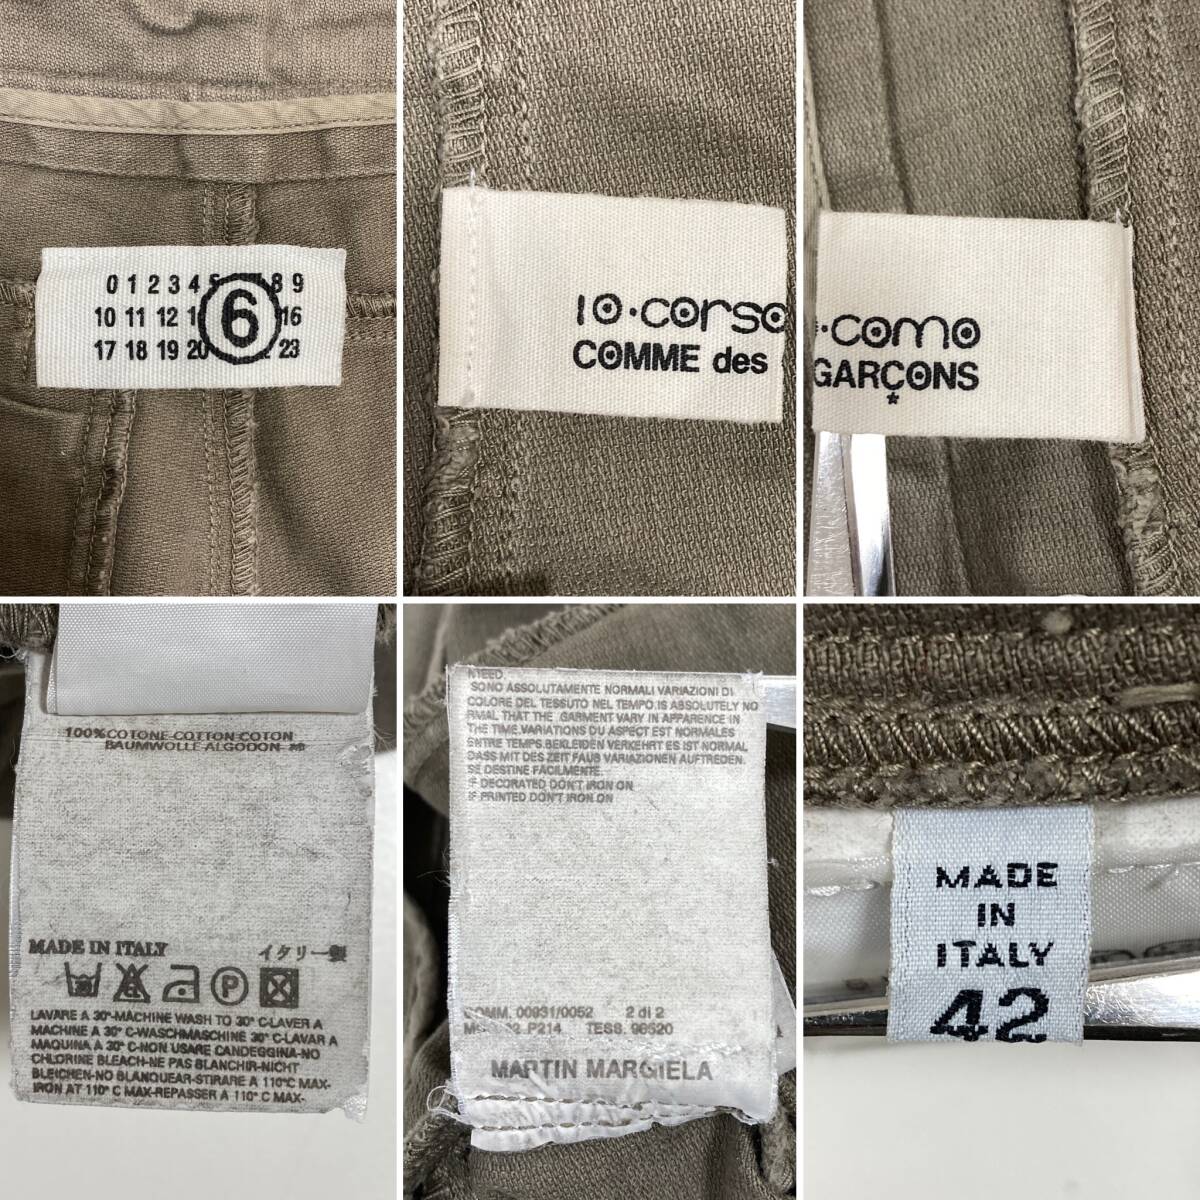 0 1 2 3 4 8 9
10 11 12 16
6
17 18 19 20 23
10·corso
COMME des
·como
GARÇONS
*
100%COTONE-COTTON-COTON
BAUMWOLLE ALGODON
MADE IN ITALY イタリー製
P
LAVARE A 30°-MACHINE WASH TO 30° C-LAVER A
MACHINE A 30° C-WASCHMASCHINE 30° C-LAVAR A
MAQUINA A 30° C-NON USARE CANDEGGINA-NO
CHLORINE BLEACH-NE PAS BLANCHIR-NICHT
BLEICHEN-NO BLANQUEAR-STIRARE A 110°C MAX-
IRON AT 110° C MAX-REPASSER A 110° C MAX-
NTEED.
SONO ASSOLUTAMENTE NORMALI VARIAZIONI DI
COLORE DEL TESSUTO NEL TEMPO.IS ABSOLUTELY NO
RMAL THAT THE GARMENT VARY IN APPARENCE IN
THE TIME.VARIATIONS DU ASPECT EST NORMALES
ENTRE TEMPS.BEKLEIDEN VERKEHRT ES IST NORMAL
DASS MIT DES ZEIT FAUß VARIAZIONEN AUFTREDEN.
SE DESTINE FACILMENTE.
IF DECORATED DON'T IRON ON
IF PRINTED DON'T IRON ON
COMM. 00931/0052 2 di 2
P214 TESS. 96520
MARTIN MARGIELA
MADE
IN
ITALY
42